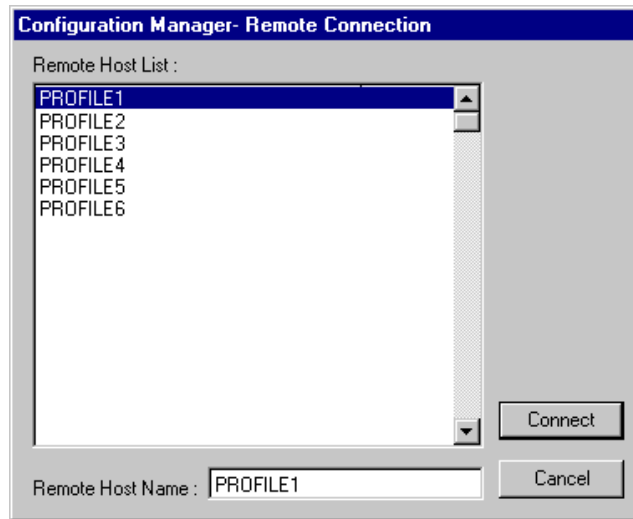 Configuration Manager- Remote Connection
Remote Host List :
PROFILE1
PROFILE2
PROFILE3
PROFILE4
PROFILE5
PROFILE6
Connect
Remote Host Name : PROFILE1
Cancel